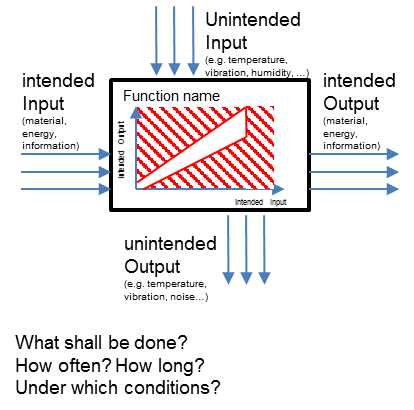 Unintended
Input
(e.g. temperature,
vibration, humidity, …)
intended
Input
(material,
energy,
information)
Function name
intended Output
Intended Input
intended
Output
(material,
energy,
information)
unintended
Output
(e.g. temperature,
vibration, noise…)
What shall be done?
How often? How long?
Under which conditions?